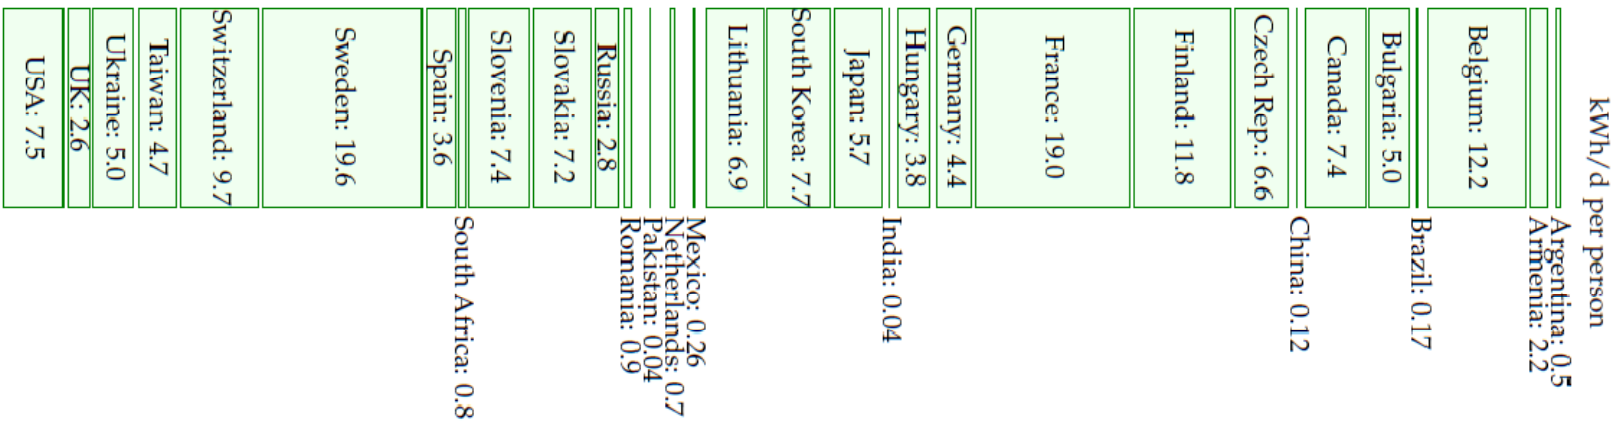 kWh/d per person
Argentina: 0.5
Armenia: 2.2
Belgium: 12.2
Brazil: 0.17
Bulgaria: 5.0
Canada: 7.4
China: 0.12
Czech Rep.: 6.6
Finland: 11.8
France: 19.0
Germany: 4.4
Hungary: 3.8
India: 0.04
Japan: 5.7
South Korea: 7.7
Lithuania: 6.9
Mexico: 0.26
Netherlands: 0.7
Pakistan: 0.04
Romania: 0.9
Russia: 2.8
Slovakia: 7.2
Slovenia: 7.4
South Africa: 0.8
Spain: 3.6
Sweden: 19.6
Switzerland: 9.7
Taiwan: 4.7
Ukraine: 5.0
UK: 2.6
USA: 7.5